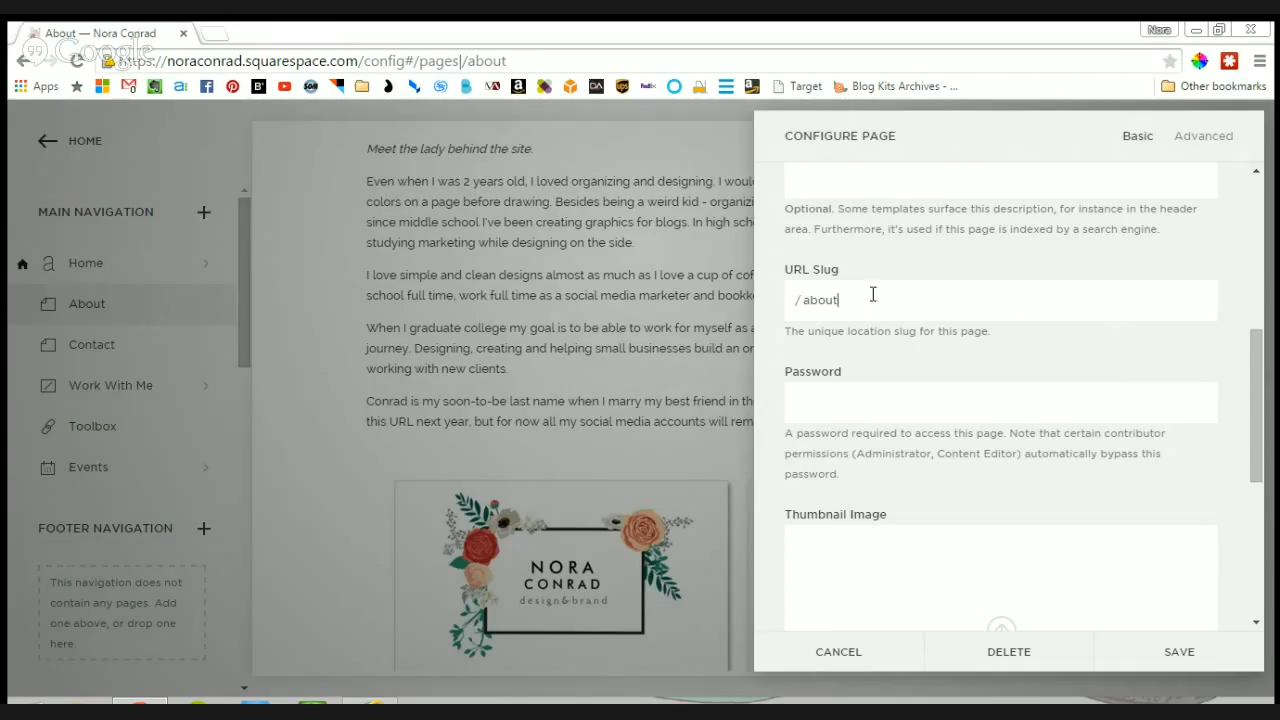 About — Nora Conrad
Nora
Google
https://noraconrad.squarespace.com/config#/pages|/about
Apps
Target
Blog Kits Archives - ...
Other bookmarks
HOME
MAIN NAVIGATION
Home
About
Contact
Work With Me
Toolbox
Events
FOOTER NAVIGATION
This navigation does not
contain any pages. Add
one above, or drop one
here.
Meet the lady behind the site.
Even when I was 2 years old, I loved organizing and designing. I woul
colors on a page before drawing. Besides being a weird kid - organiz
since middle school I've been creating graphics for blogs. In high sch
studying marketing while designing on the side.
I love simple and clean designs almost as much as I love a cup of cof
school full time, work full time as a social media marketer and bookk
When I graduate college my goal is to be able to work for myself as a
journey. Designing, creating and helping small businesses build an or
working with new clients.
Conrad is my soon-to-be last name when I marry my best friend in th
this URL next year, but for now all my social media accounts will rem
NORA
CONRAD
design&brand
CONFIGURE PAGE
Basic
Advanced
Optional. Some templates surface this description, for instance in the header
area. Furthermore, it's used if this page is indexed by a search engine.
URL Slug
/about
The unique location slug for this page.
Password
A password required to access this page. Note that certain contributor
permissions (Administrator, Content Editor) automatically bypass this
password.
Thumbnail Image
CANCEL
DELETE
SAVE